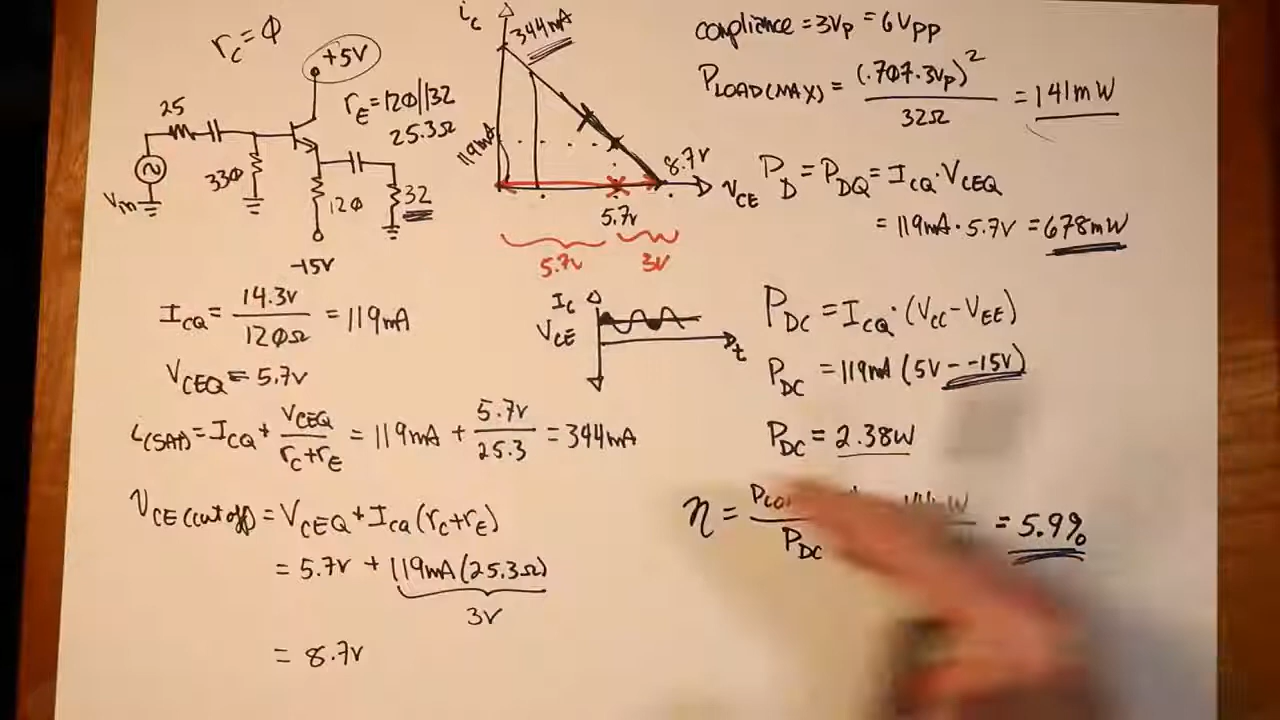 r_C = φ
+5V
25
r_E = 12φ||32
25.3Ω
33φ
V_in
12φ
32
-15V
i_C
344mA
119mA
8.7V
V_CE
5.7V
5.7V
3V
I_C
V_CE
t
I_CQ = 14.3V / 12φΩ = 119mA
V_CEQ = 5.7V
i_C(SAT) = I_CQ + V_CEQ / r_C + r_E = 119mA + 5.7V / 25.3 = 344mA
V_CE(cutoff) = V_CEQ + I_CQ (r_C + r_E)
= 5.7V + 119mA (25.3Ω)
3V
= 8.7V
compliance = 3Vp = 6Vpp
P_LOAD(MAX) = (.707·3Vp)² / 32Ω = 141mW
P_D = P_DQ = I_CQ · V_CEQ
= 119mA · 5.7V = 678mW
P_DC = I_CQ · (V_CC - V_EE)
P_DC = 119mA (5V - -15V)
P_DC = 2.38W
η = / P_DC = 5.9%